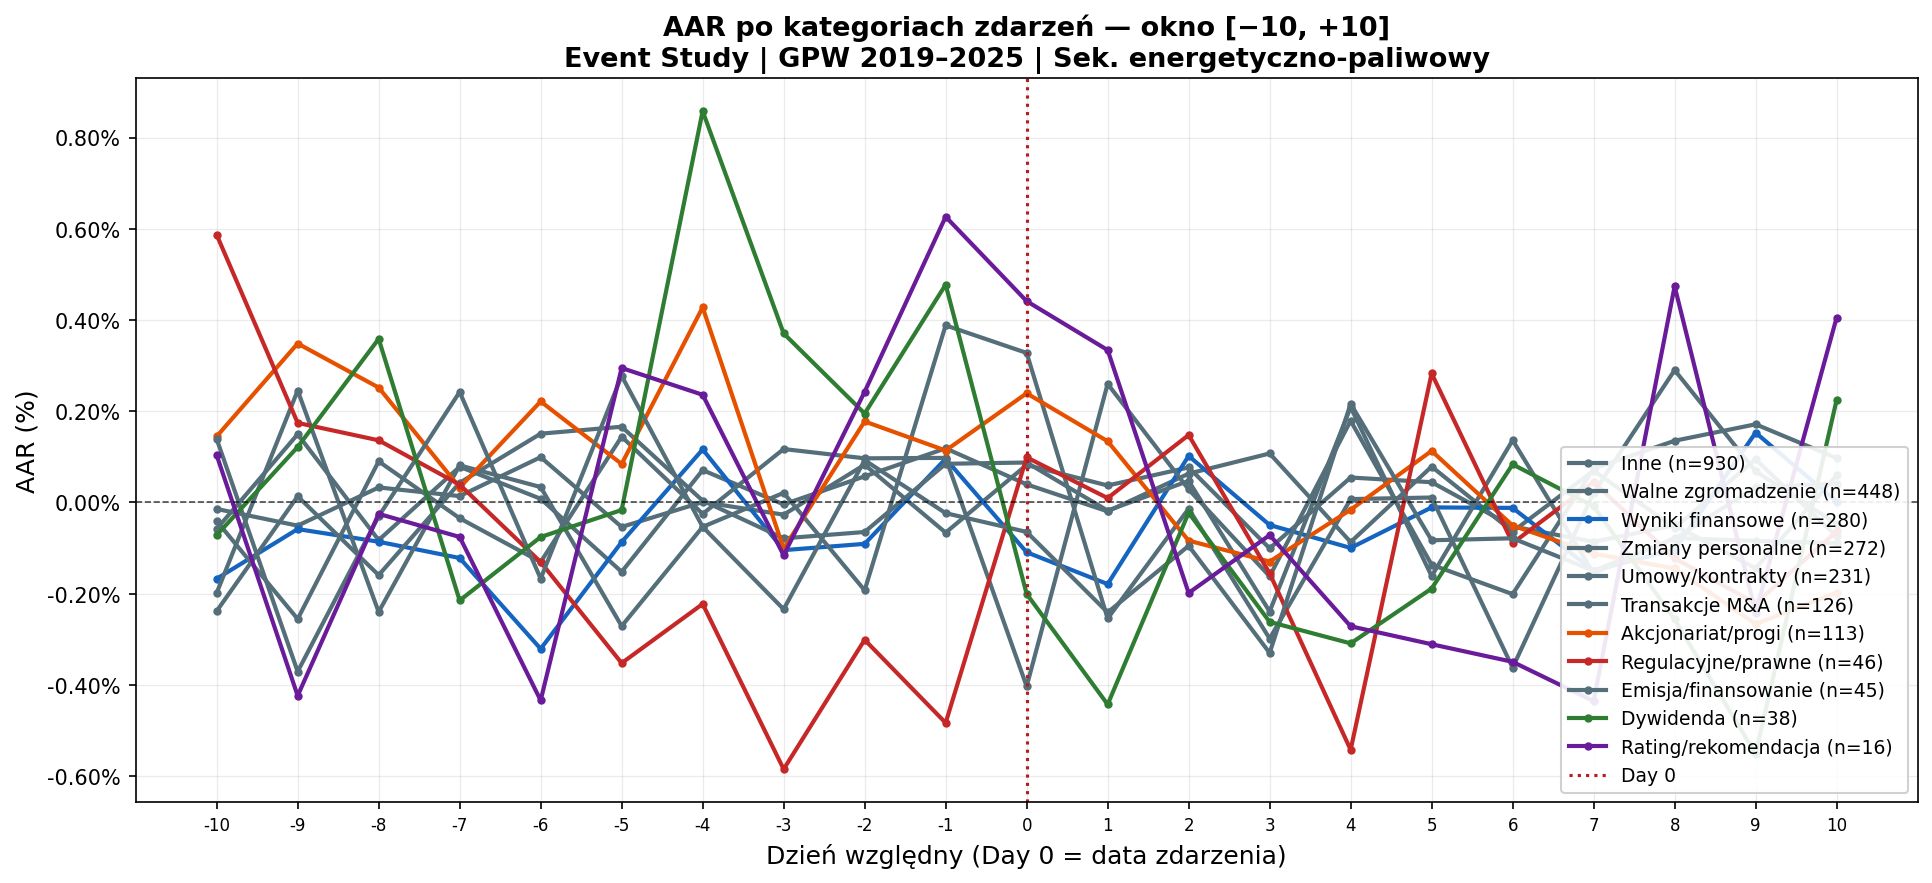 AAR po kategoriach zdarzeń — okno [−10, +10]
Event Study | GPW 2019–2025 | Sek. energetyczno-paliwowy
AAR (%)
0.80%
0.60%
0.40%
0.20%
0.00%
-0.20%
-0.40%
-0.60%
Inne (n=930)
Walne zgromadzenie (n=448)
Wyniki finansowe (n=280)
Zmiany personalne (n=272)
Umowy/kontrakty (n=231)
Transakcje M&A (n=126)
Akcjonariat/progi (n=113)
Regulacyjne/prawne (n=46)
Emisja/finansowanie (n=45)
Dywidenda (n=38)
Rating/rekomendacja (n=16)
Day 0
-10 -9 -8 -7 -6 -5 -4 -3 -2 -1 0 1 2 3 4 5 6 7 8 9 10
Dzień względny (Day 0 = data zdarzenia)